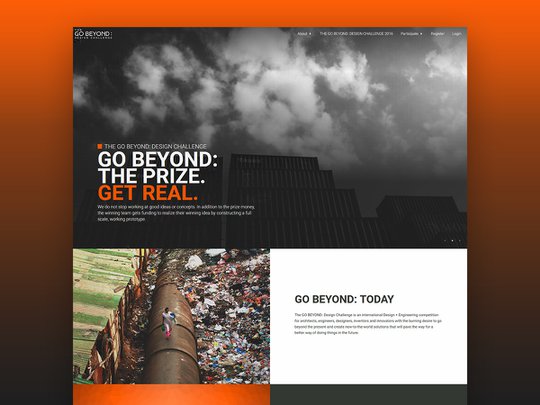 GO BEYOND:
DESIGN CHALLENGE
About
THE GO BEYOND: DESIGN CHALLENGE 2016
Participate
Register
Login
THE GO BEYOND: DESIGN CHALLENGE
GO BEYOND:
THE PRIZE.
GET REAL.
We do not stop working at good ideas or concepts. In addition to the prize money,
the winning team gets funding to realize their winning idea by constructing a full
scale, working prototype.
GO BEYOND: TODAY
The GO BEYOND: Design Challenge is an international Design + Engineering competition
for architects, engineers, designers, inventors and innovators with the burning desire to go
beyond the present and create new-to-the-world solutions that will pave the way for a
better way of doing things in the future.